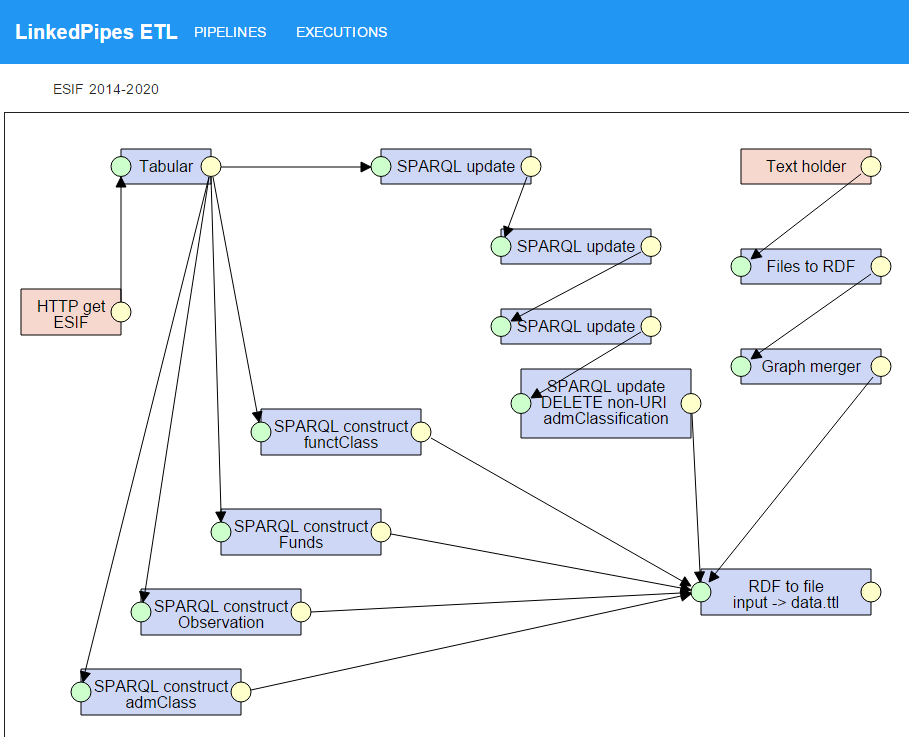 LinkedPipes ETL PIPELINES EXECUTIONS
ESIF 2014-2020
Tabular
SPARQL update
Text holder
SPARQL update
Files to RDF
HTTP get
ESIF
SPARQL update
Graph merger
SPARQL update
DELETE non-URI
admClassification
SPARQL construct
functClass
SPARQL construct
Funds
RDF to file
input -> data.ttl
SPARQL construct
Observation
SPARQL construct
admClass